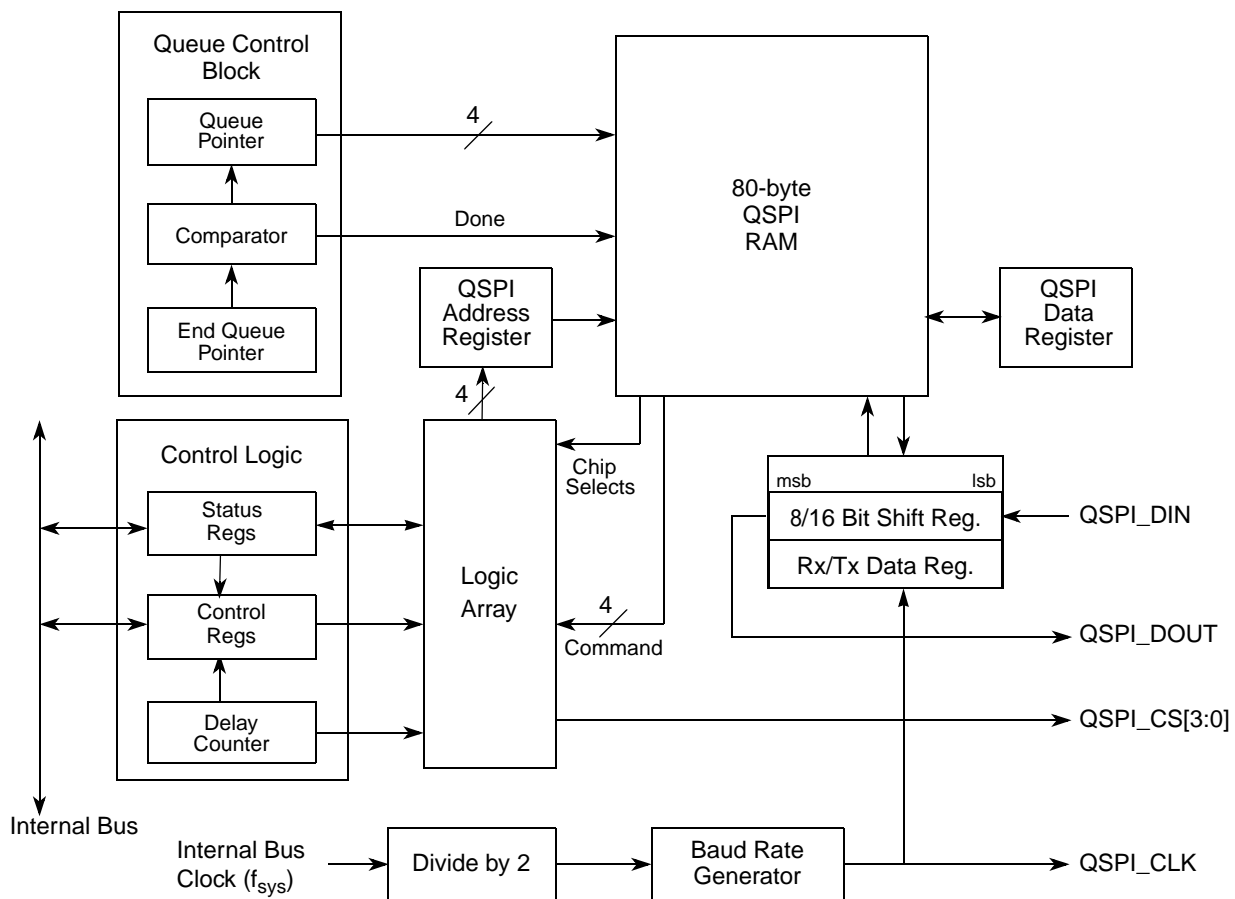 Queue Control
Block
Queue
Pointer
4
Comparator
Done
End Queue
Pointer
80-byte
QSPI
RAM
QSPI
Address
Register
QSPI
Data
Register
4
Control Logic
Status
Regs
Control
Regs
Delay
Counter
Logic
Array
Chip
Selects
4
Command
msb
lsb
8/16 Bit Shift Reg.
Rx/Tx Data Reg.
QSPI_DIN
QSPI_DOUT
QSPI_CS[3:0]
Internal Bus
Internal Bus
Clock (fsys)
Divide by 2
Baud Rate
Generator
QSPI_CLK